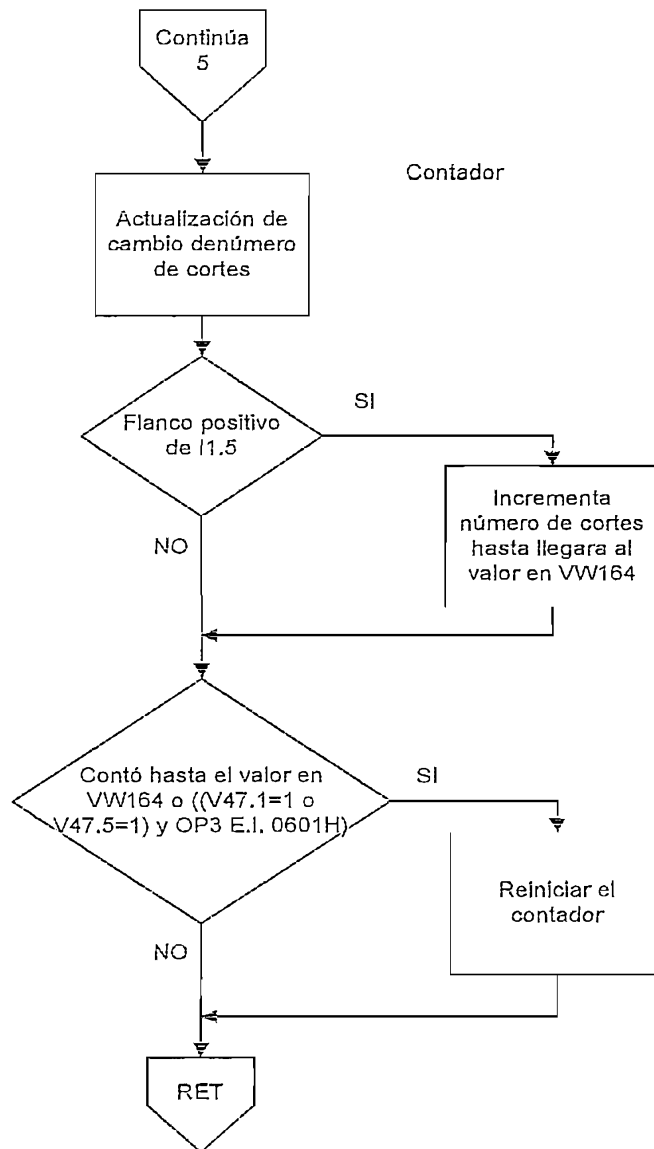 Continúa
5
Contador
Actualización de
cambio denúmero
de cortes
Flanco positivo
de I1.5
SI
NO
Incrementa
número de cortes
hasta llegara al
valor en VW164
Contó hasta el valor en
VW164 o ((V47.1=1 o
V47.5=1) y OP3 E.I. 0601H)
SI
NO
Reiniciar el
contador
RET